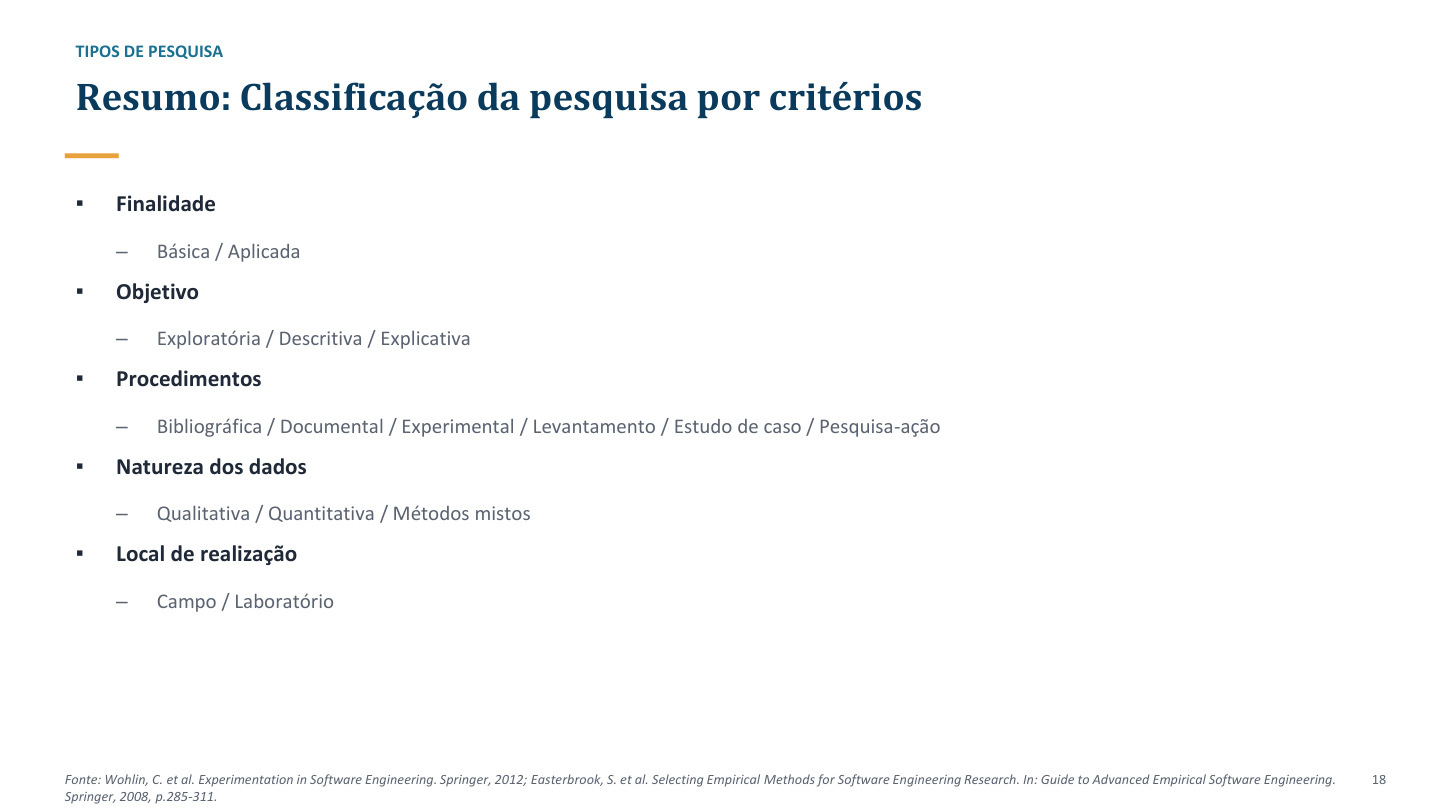 TIPOS DE PESQUISA
Resumo: Classificação da pesquisa por critérios
▪ Finalidade
– Básica / Aplicada
▪ Objetivo
– Exploratória / Descritiva / Explicativa
▪ Procedimentos
– Bibliográfica / Documental / Experimental / Levantamento / Estudo de caso / Pesquisa-ação
▪ Natureza dos dados
– Qualitativa / Quantitativa / Métodos mistos
▪ Local de realização
– Campo / Laboratório
Fonte: Wohlin, C. et al. Experimentation in Software Engineering. Springer, 2012; Easterbrook, S. et al. Selecting Empirical Methods for Software Engineering Research. In: Guide to Advanced Empirical Software Engineering.
Springer, 2008, p.285-311.
18